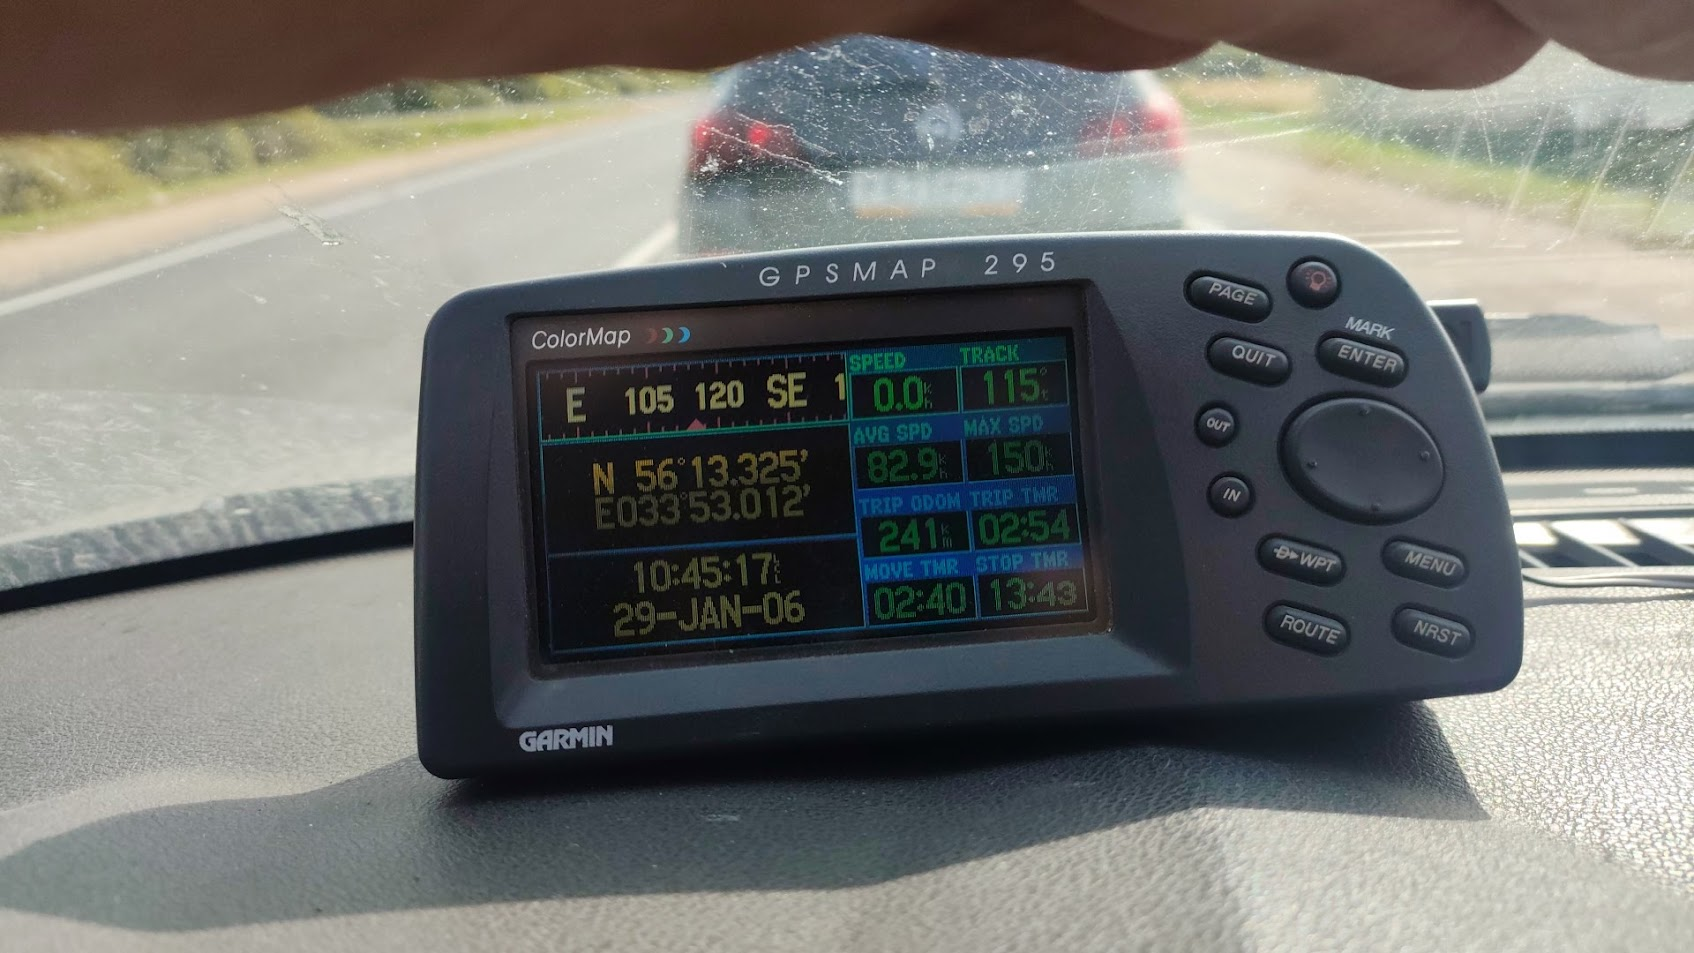 GPSMAP 295
ColorMap
E 105 120 SE 1
N 56°13.325'
E033°53.012'
10:45:17
29-JAN-06
SPEED TRACK
0.0 115°
AVG SPD MAX SPD
82.9 150
TRIP ODOM TRIP TMR
241 02:54
MOVE TMR STOP TMR
02:40 13:43
GARMIN
PAGE
QUIT
MARK
ENTER
OUT
IN
WPT
MENU
ROUTE
NRST